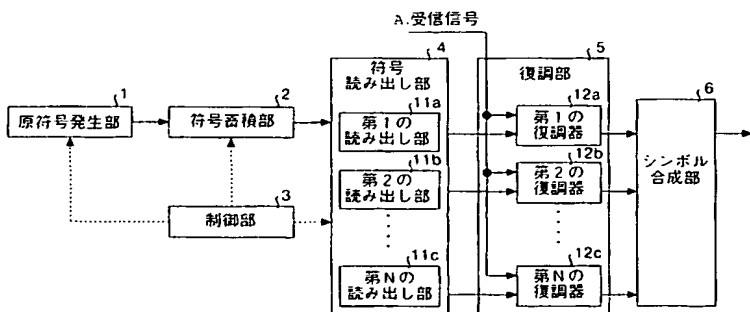 A.受信信号
4
5
符号
読み出し部
復調部
1
2
6
11a
12a
原符号発生部
符号蓄積部
第1の
読み出し部
第1の
復調器
11b
12b
シンボル
合成部
第2の
読み出し部
第2の
復調器
3
制御部
11c
12c
第Nの
読み出し部
第Nの
復調器